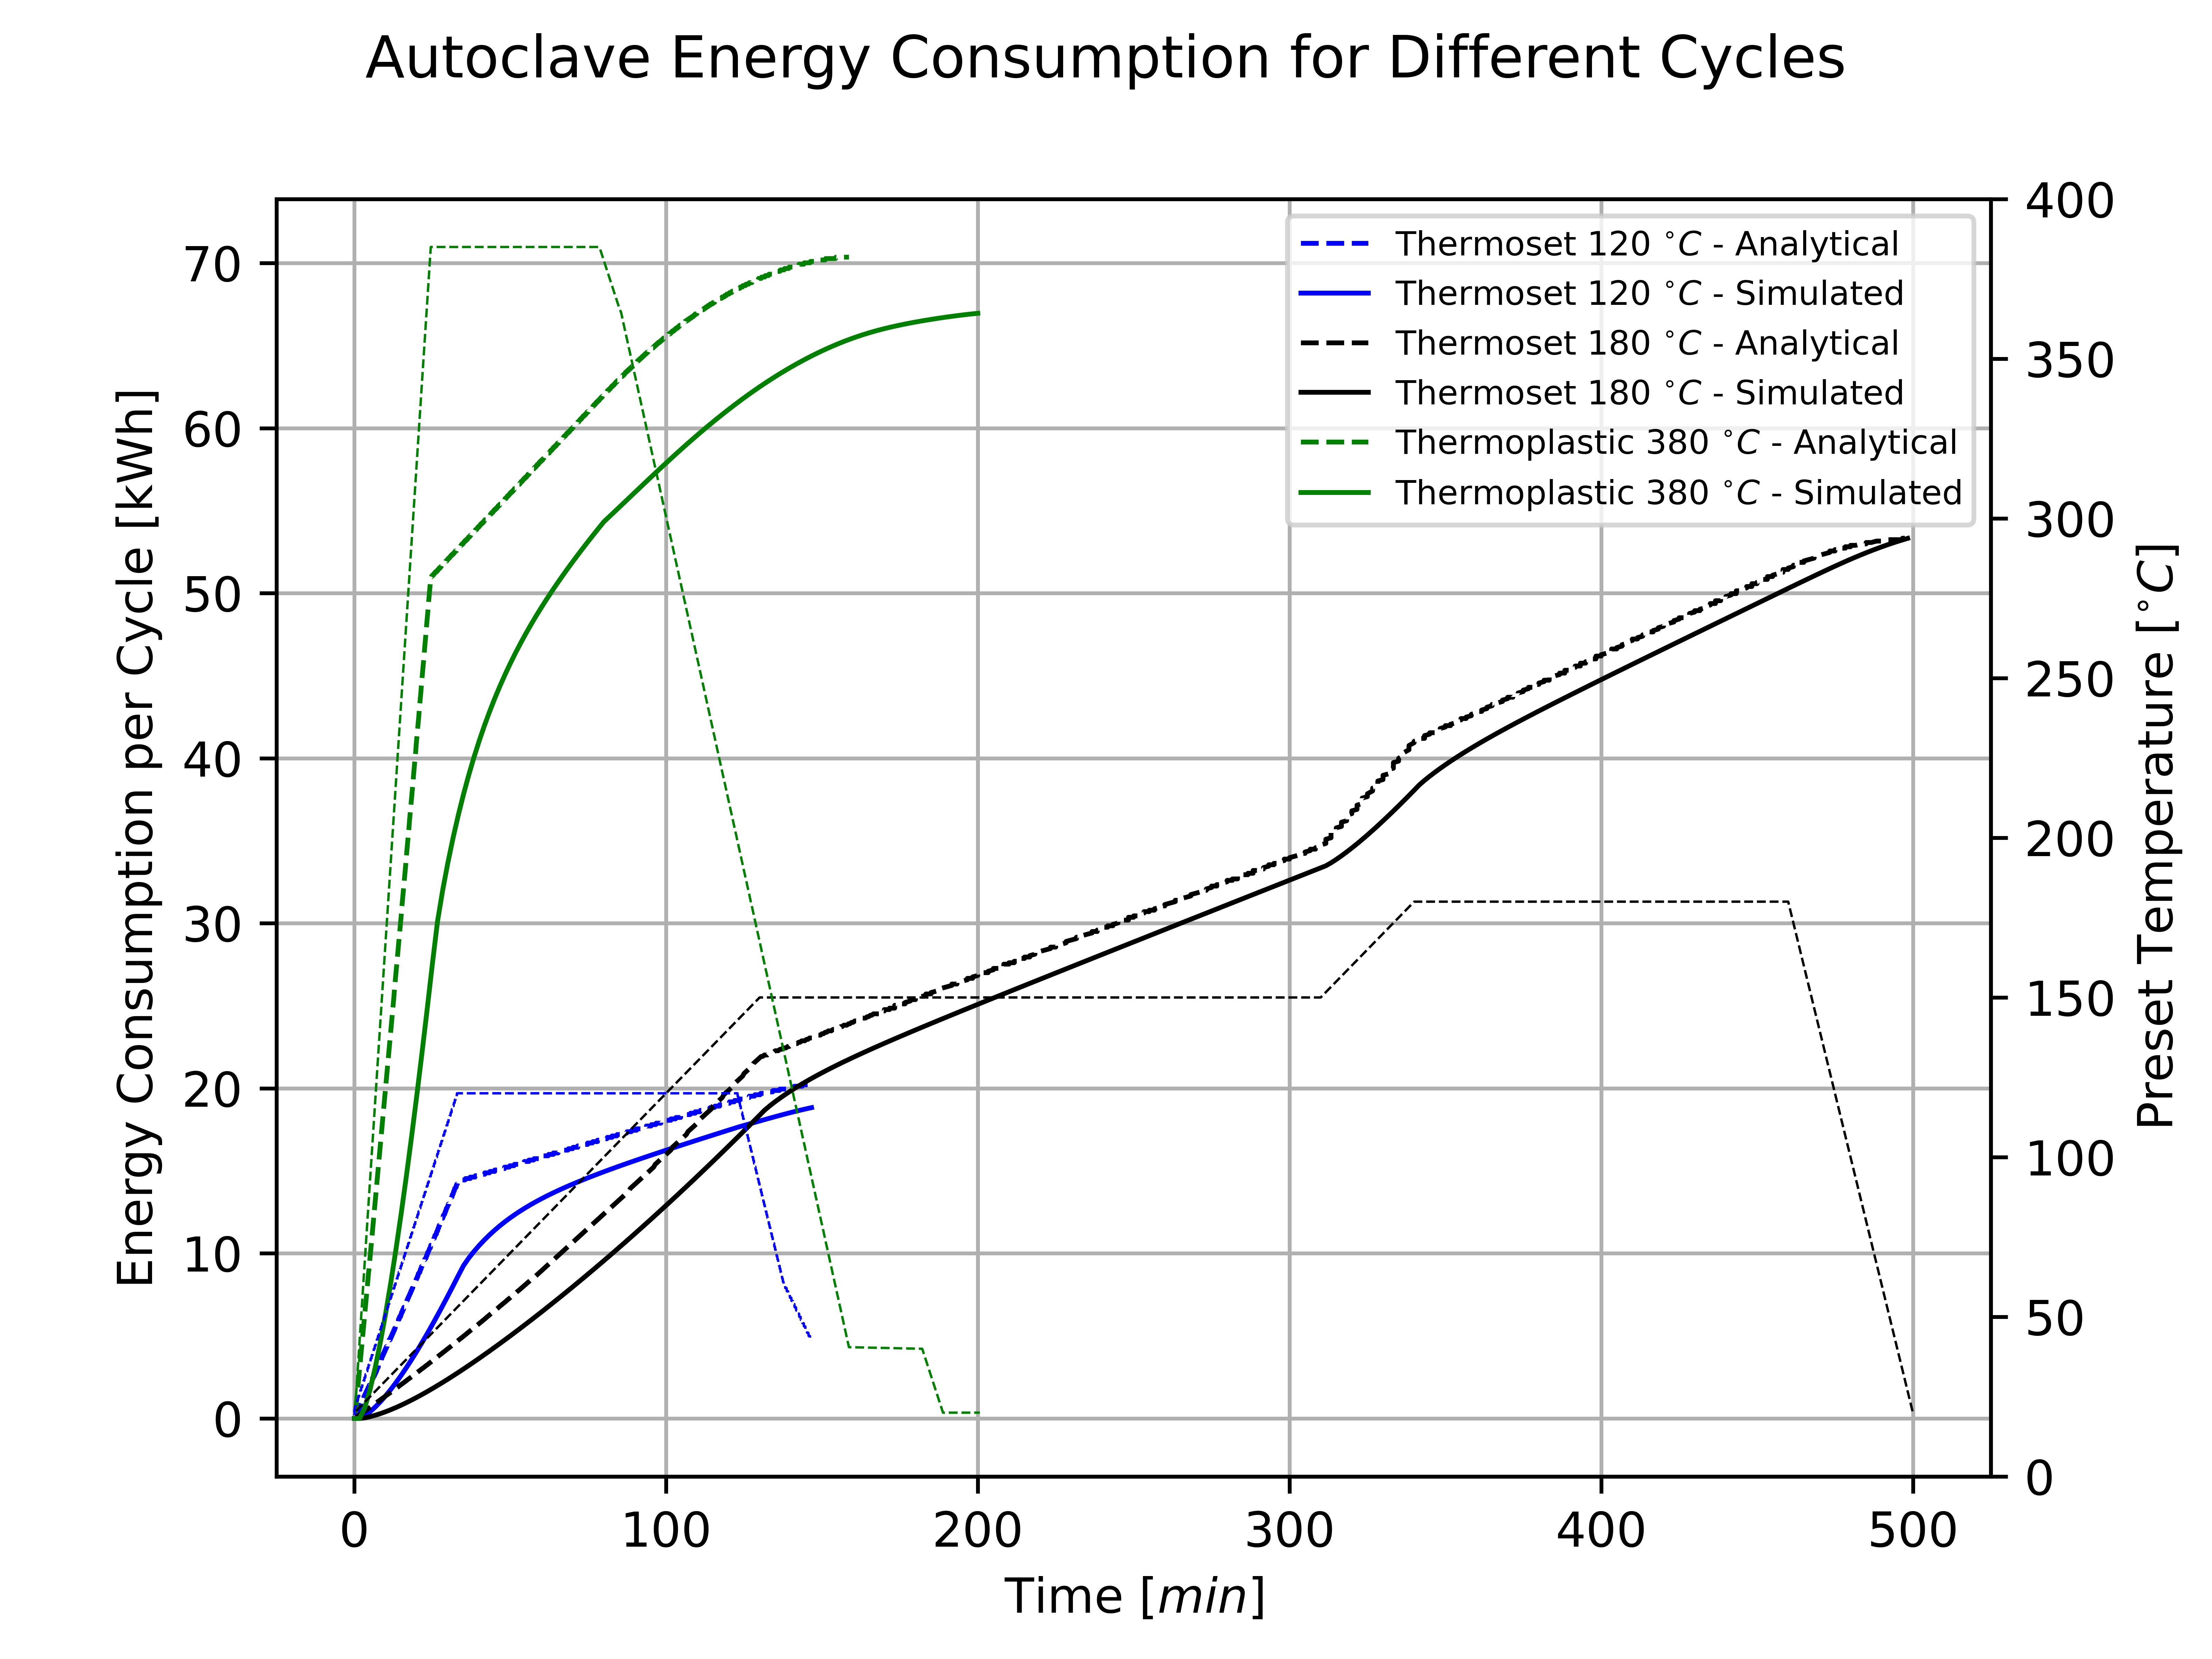 Autoclave Energy Consumption for Different Cycles
Energy Consumption per Cycle [kWh]
70
60
50
40
30
20
10
0
Thermoset 120 °C - Analytical
Thermoset 120 °C - Simulated
Thermoset 180 °C - Analytical
Thermoset 180 °C - Simulated
Thermoplastic 380 °C - Analytical
Thermoplastic 380 °C - Simulated
400
350
300
250
200
150
100
50
0
Preset Temperature [°C]
0 100 200 300 400 500
Time [min]